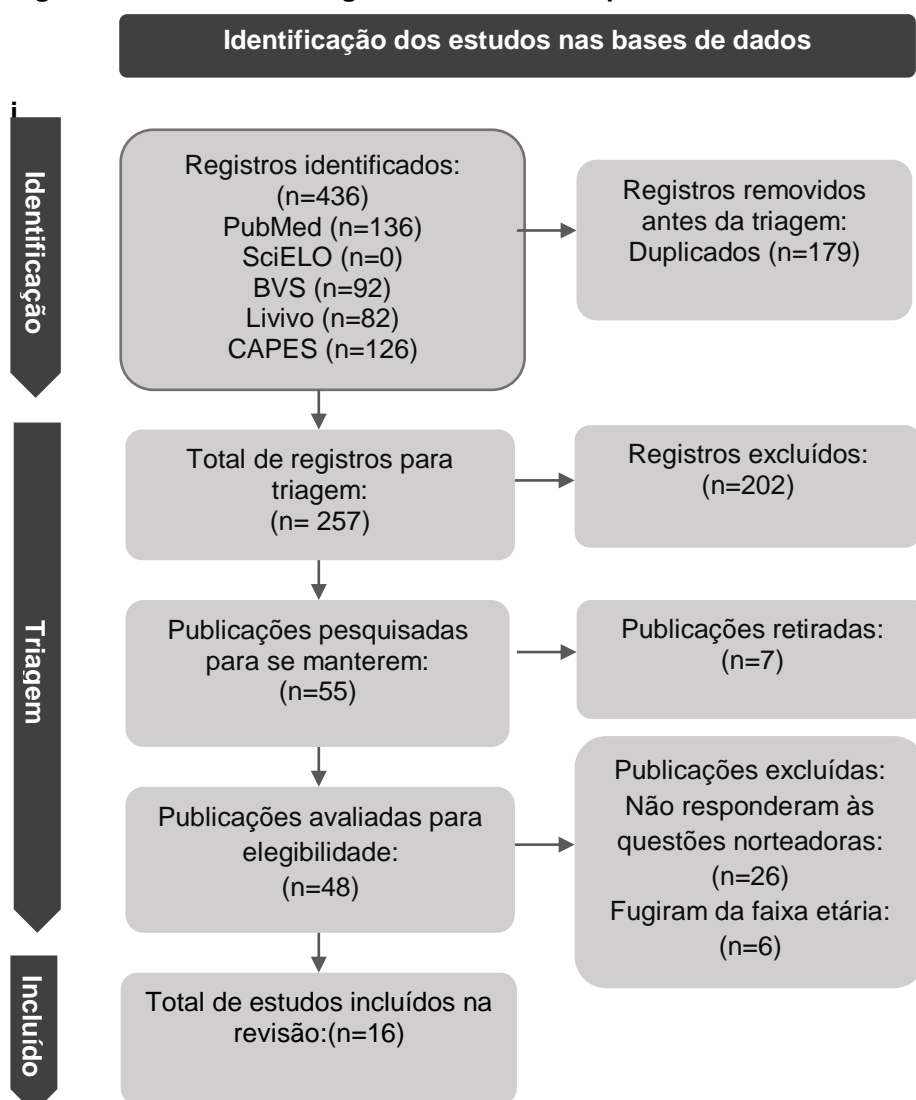 Identificação dos estudos nas bases de dados
Identificação
Registros identificados:
(n=436)
PubMed (n=136)
SciELO (n=0)
BVS (n=92)
Livivo (n=82)
CAPES (n=126)
Registros removidos
antes da triagem:
Duplicados (n=179)
Triagem
Total de registros para
triagem:
(n= 257)
Registros excluídos:
(n=202)
Publicações pesquisadas
para se manterem:
(n=55)
Publicações retiradas:
(n=7)
Publicações avaliadas para
elegibilidade:
(n=48)
Publicações excluídas:
Não responderam às
questões norteadoras:
(n=26)
Fugiram da faixa etária:
(n=6)
Incluído
Total de estudos incluídos na
revisão:(n=16)